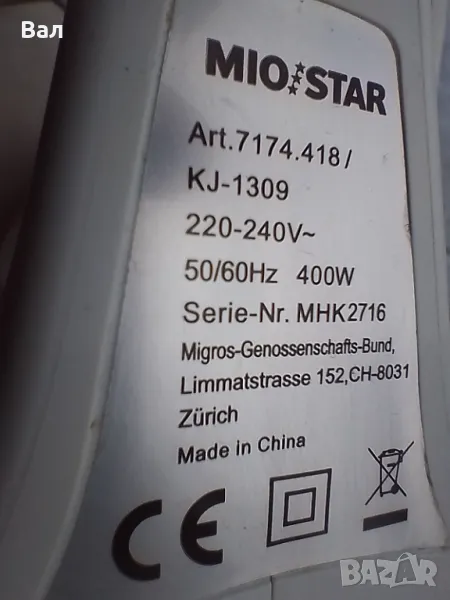 Вал
MIO STAR
Art.7174.418/
KJ-1309
220-240V~
50/60Hz 400W
Serie-Nr. MHK2716
Migros-Genossenschafts-Bund,
Limmatstrasse 152,CH-8031
Zürich
Made in China
CE
BAZAR